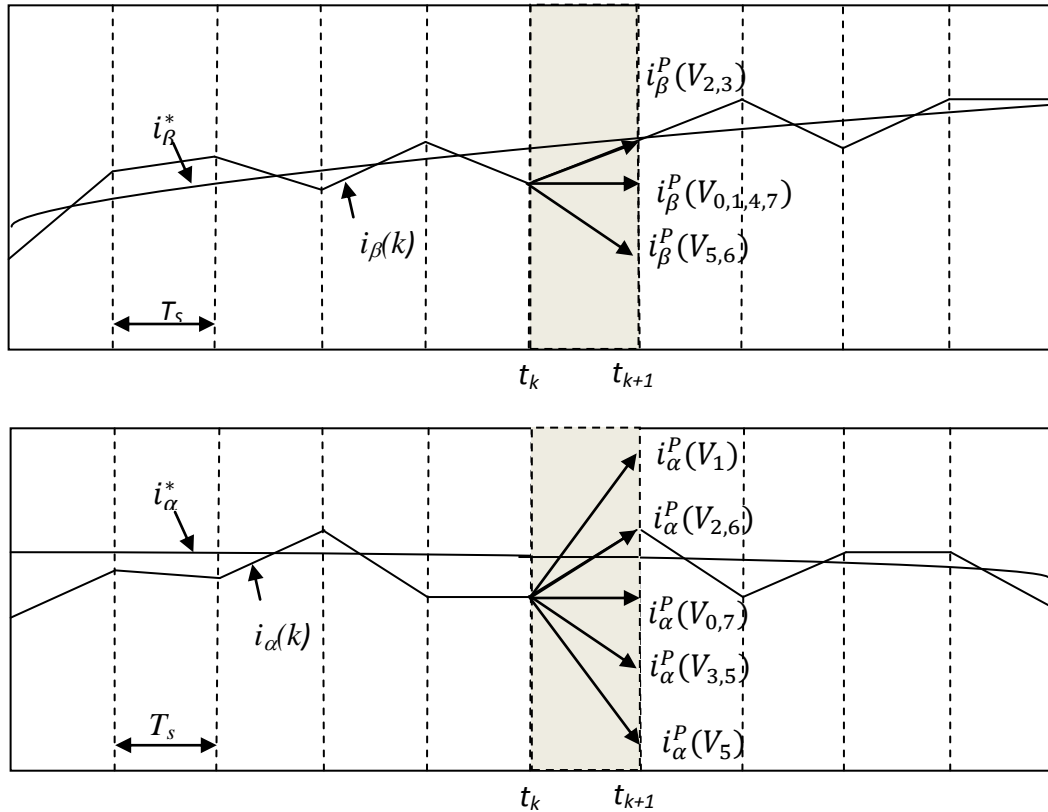 i_β^P(V_{2,3})
i_β^*
i_β^P(V_{0,1,4,7})
i_β(k)
i_β^P(V_{5,6})
T_s
t_k t_{k+1}
i_α^P(V_1)
i_α^*
i_α^P(V_{2,6})
i_α^P(V_{0,7})
i_α(k)
i_α^P(V_{3,5})
T_s
i_α^P(V_5)
t_k t_{k+1}